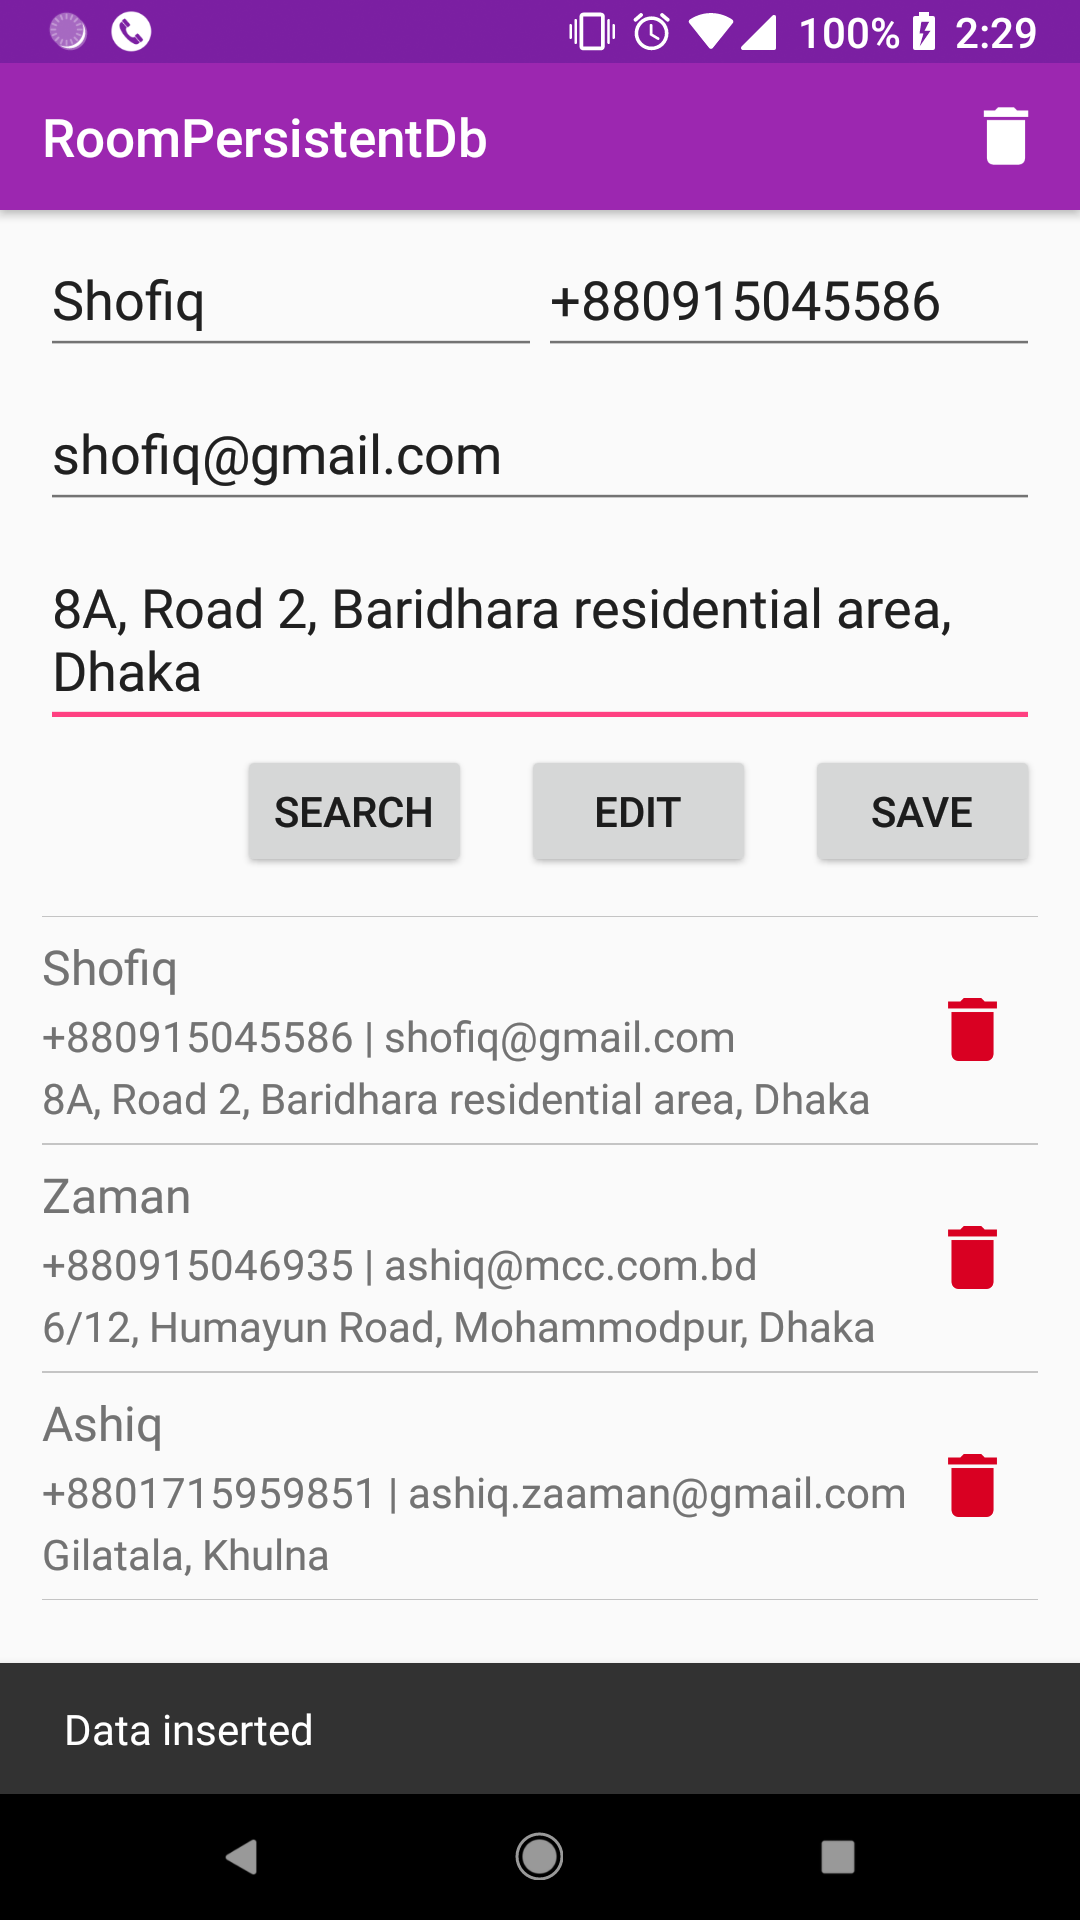 100% 2:29
RoomPersistentDb
Shofiq +880915045586
shofiq@gmail.com
8A, Road 2, Baridhara residential area,
Dhaka
SEARCH EDIT SAVE
Shofiq
+880915045586 | shofiq@gmail.com
8A, Road 2, Baridhara residential area, Dhaka
Zaman
+880915046935 | ashiq@mcc.com.bd
6/12, Humayun Road, Mohammodpur, Dhaka
Ashiq
+8801715959851 | ashiq.zaaman@gmail.com
Gilatala, Khulna
Data inserted